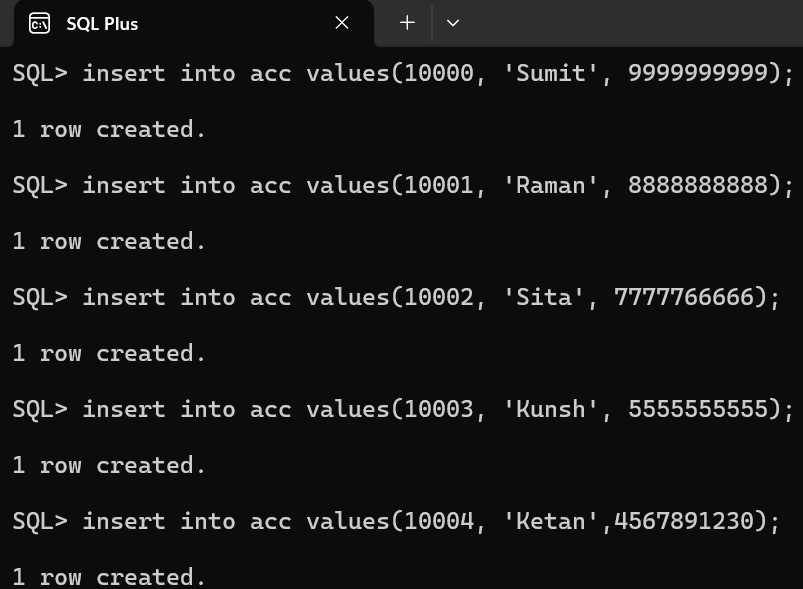 SQL Plus
SQL> insert into acc values(10000, 'Sumit', 9999999999);
1 row created.
SQL> insert into acc values(10001, 'Raman', 8888888888);
1 row created.
SQL> insert into acc values(10002, 'Sita', 7777766666);
1 row created.
SQL> insert into acc values(10003, 'Kunsh', 5555555555);
1 row created.
SQL> insert into acc values(10004, 'Ketan',4567891230);
1 row created.